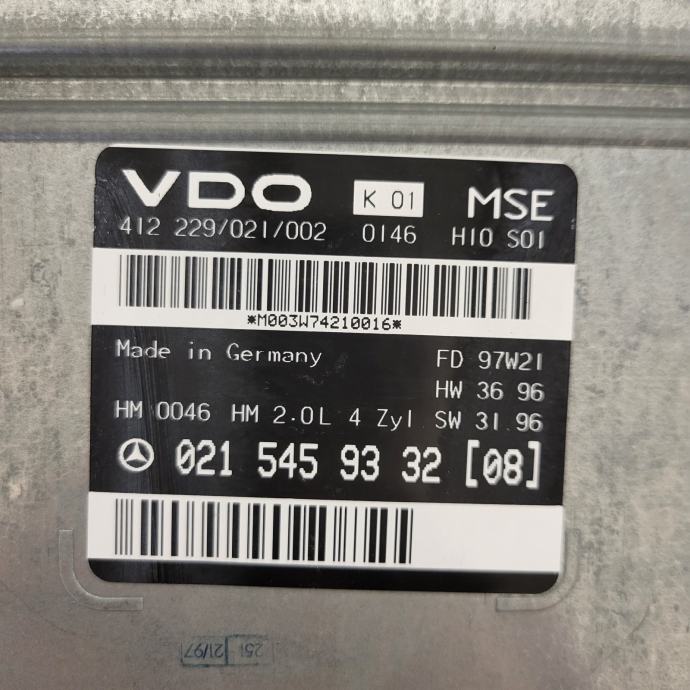 VDO K 01 MSE
412 229/021/002 0146 H10 S01
*M003W74210016*
Made in Germany FD 97W21
HW 36 96
HM 0046 HM 2.0L 4 Zyl SW 31.96
021 545 93 32 [08]
21/97 251